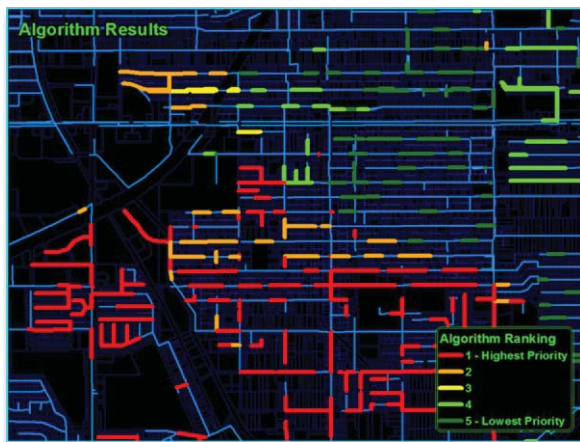 Algorithm Results
Algorithm Ranking
1 - Highest Priority
2
3
4
5 - Lowest Priority